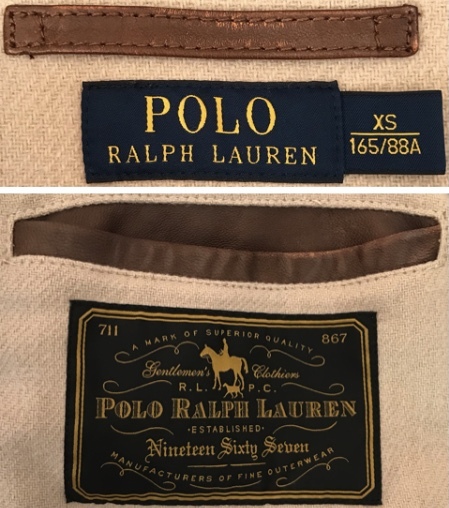 POLO
RALPH LAUREN
XS
165/88A
711
867
A MARK OF SUPERIOR QUALITY
Gentlemen's Clothiers
R.L. P.C.
POLO RALPH LAUREN
·ESTABLISHED·
Nineteen Sixty Seven
MANUFACTURERS OF FINE OUTERWEAR